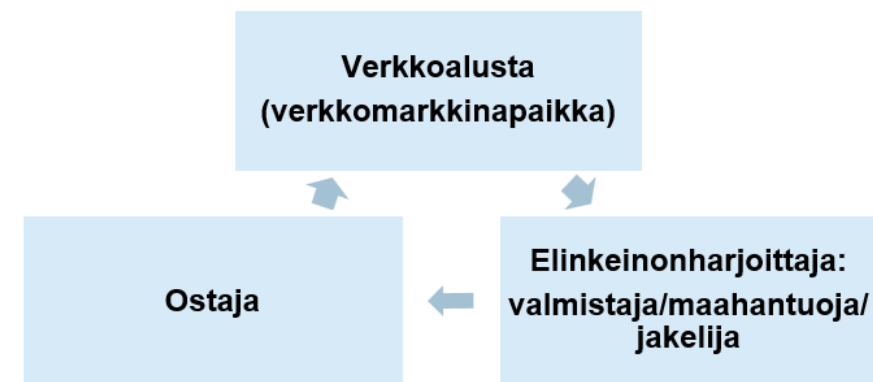 Verkkoalusta
(verkkomarkkinapaikka)
Ostaja
Elinkeinonharjoittaja:
valmistaja/maahantuoja/
jakelija